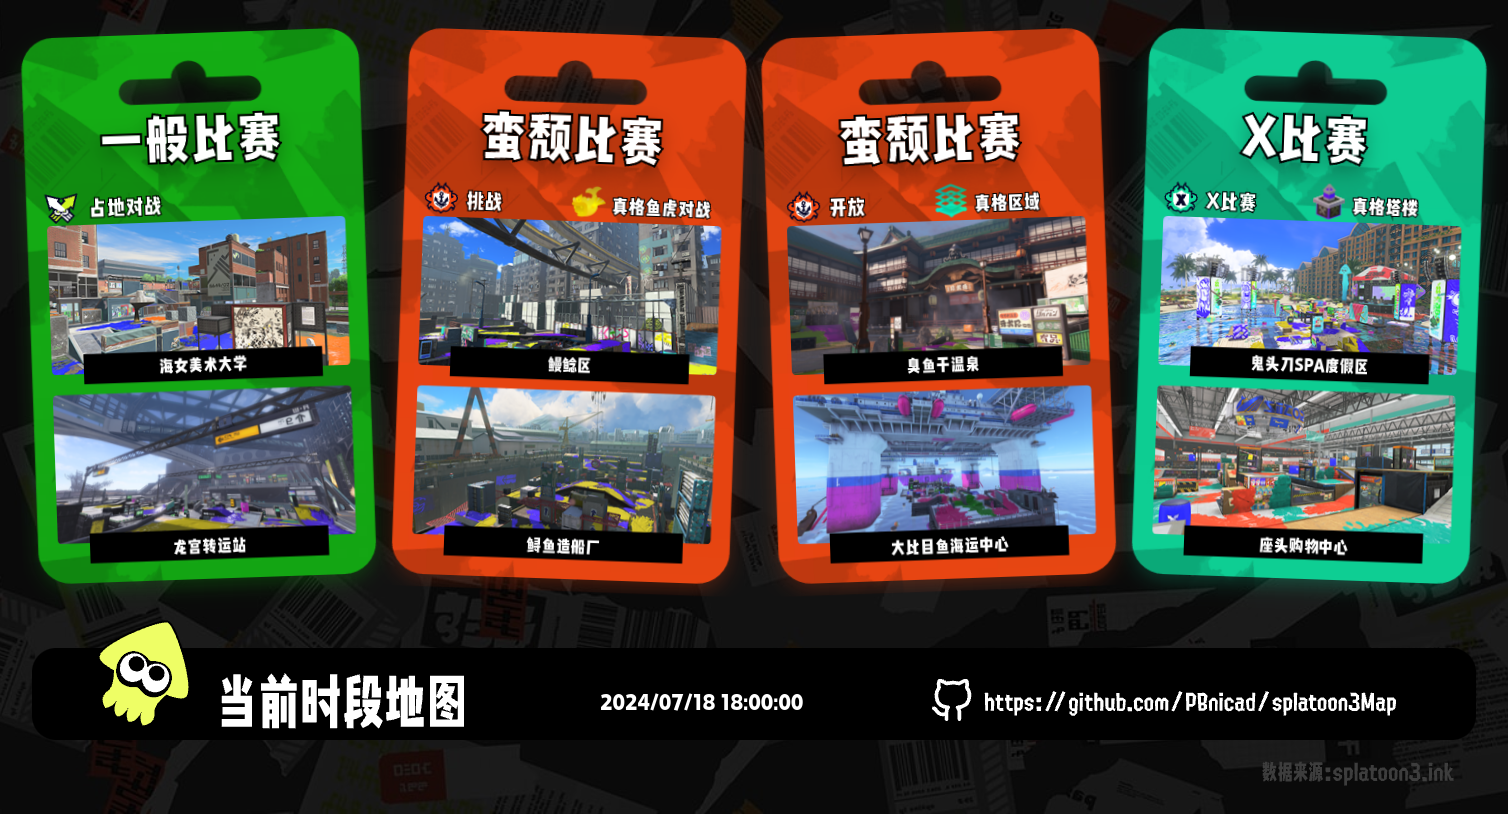 一般比赛
占地对战
海女美术大学
龙宫转运站
蛮颓比赛
挑战
真格鱼虎对战
鳗鲶区
鲟鱼造船厂
蛮颓比赛
开放
真格区域
臭鱼干温泉
大比目鱼海运中心
X比赛
X比赛
真格塔楼
鬼头刀SPA度假区
座头购物中心
当前时段地图
2024/07/18 18:00:00
https://github.com/PBnicad/splatoon3Map
数据来源:splatoon3.ink